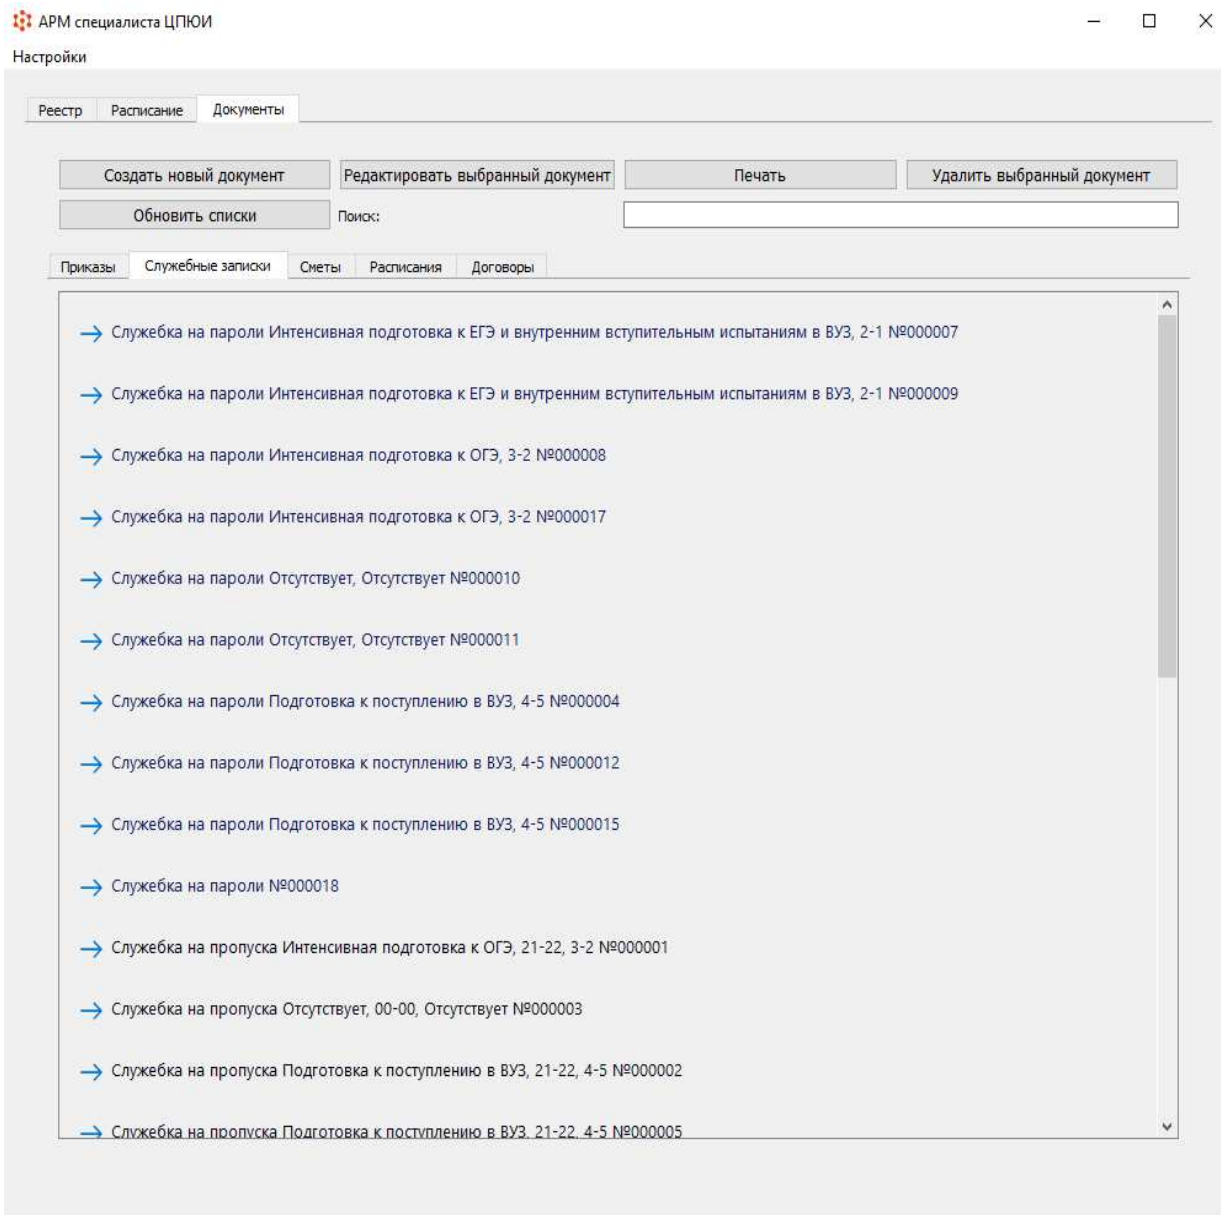 АРМ специалиста ЦПЮИ
Настройки
Реестр Расписание Документы
Создать новый документ Редактировать выбранный документ Печать Удалить выбранный документ
Обновить списки Поиск:
Приказы Служебные записки Сметы Расписания Договоры
Служебка на пароли Интенсивная подготовка к ЕГЭ и внутренним вступительным испытаниям в ВУЗ, 2-1 №000007
Служебка на пароли Интенсивная подготовка к ЕГЭ и внутренним вступительным испытаниям в ВУЗ, 2-1 №000009
Служебка на пароли Интенсивная подготовка к ОГЭ, 3-2 №000008
Служебка на пароли Интенсивная подготовка к ОГЭ, 3-2 №000017
Служебка на пароли Отсутствует, Отсутствует №000010
Служебка на пароли Отсутствует, Отсутствует №000011
Служебка на пароли Подготовка к поступлению в ВУЗ, 4-5 №000004
Служебка на пароли Подготовка к поступлению в ВУЗ, 4-5 №000012
Служебка на пароли Подготовка к поступлению в ВУЗ, 4-5 №000015
Служебка на пароли №000018
Служебка на пропуска Интенсивная подготовка к ОГЭ, 21-22, 3-2 №000001
Служебка на пропуска Отсутствует, 00-00, Отсутствует №000003
Служебка на пропуска Подготовка к поступлению в ВУЗ, 21-22, 4-5 №000002
Служебка на пропуска Подготовка к поступлению в ВУЗ, 21-22, 4-5 №000005